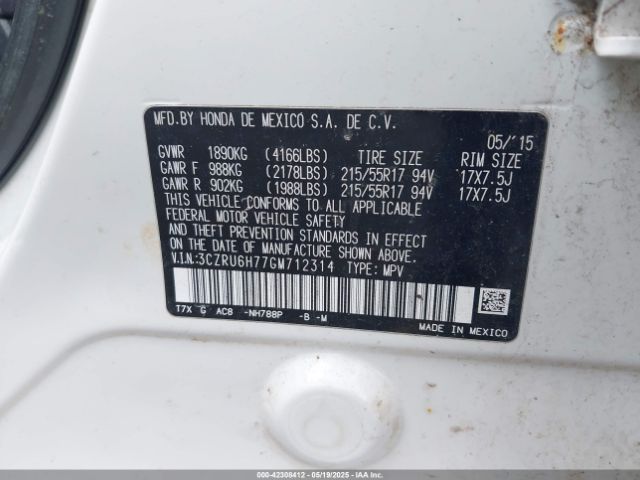 MFD.BY HONDA DE MEXICO S.A. DE C.V.
05/'15
GVWR 1890KG (4166LBS) TIRE SIZE RIM SIZE
GAWR F 988KG (2178LBS) 215/55R17 94V 17X7.5J
GAWR R 902KG (1988LBS) 215/55R17 94V 17X7.5J
THIS VEHICLE CONFORMS TO ALL APPLICABLE
FEDERAL MOTOR VEHICLE SAFETY
AND THEFT PREVENTION STANDARDS IN EFFECT
ON THE DATE OF MANUFACTURE SHOWN ABOVE.
V.I.N.:3CZRU6H77GM712314 TYPE: MPV
T7X G AC8 -NH788P -B -M
MADE IN MEXICO
000-42308412 - 05/19/2025 - IAAI.com